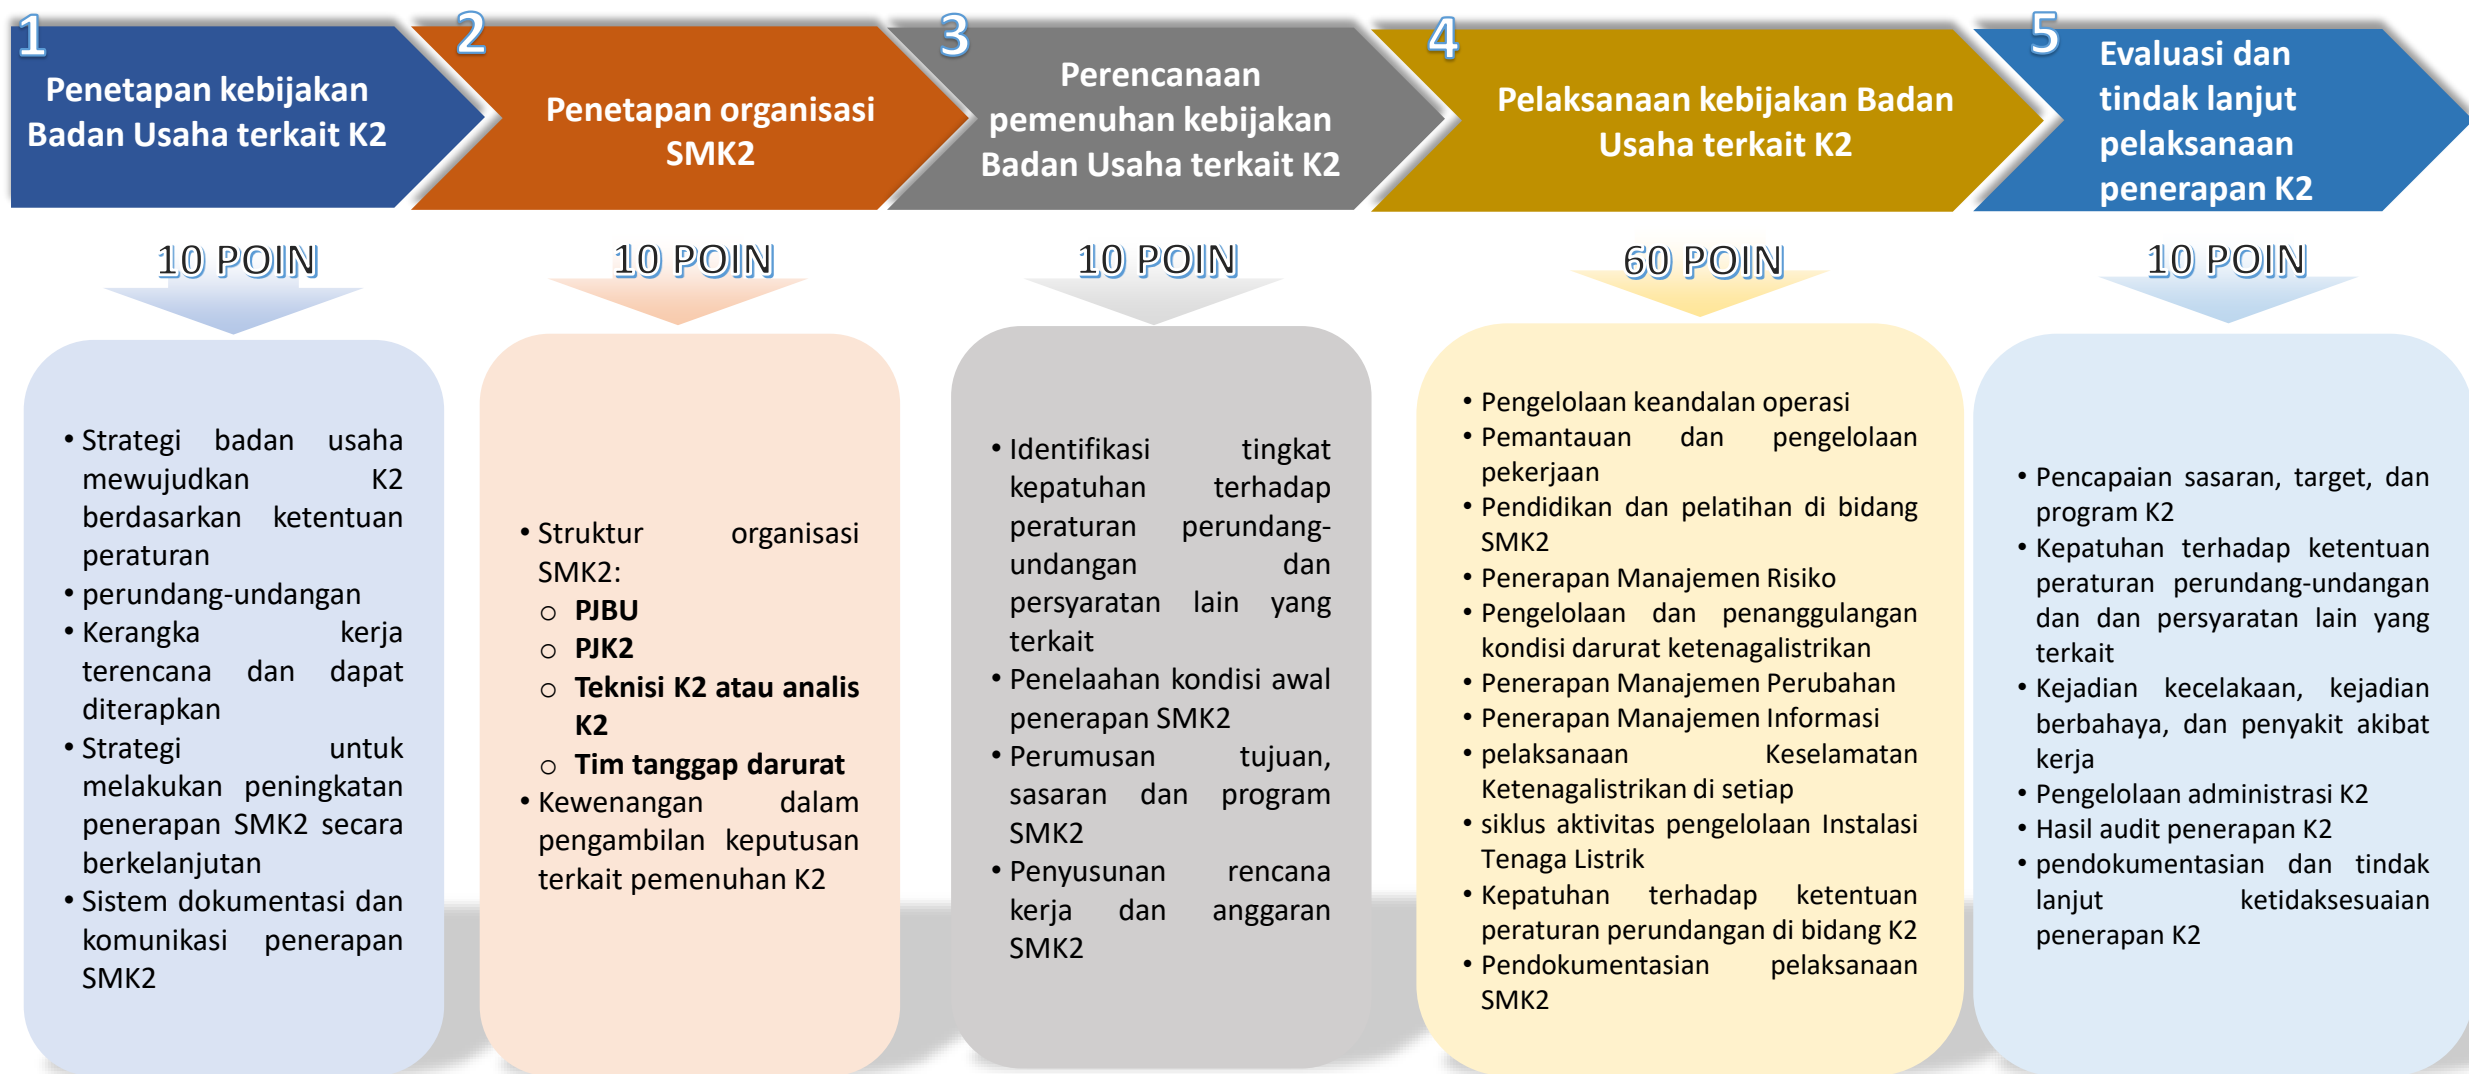 1
Penetapan kebijakan
Badan Usaha terkait K2
2
Penetapan organisasi
SMK2
3
Perencanaan
pemenuhan kebijakan
Badan Usaha terkait K2
4
Pelaksanaan kebijakan Badan
Usaha terkait K2
5
Evaluasi dan
tindak lanjut
pelaksanaan
penerapan K2
10 POIN
• Strategi badan usaha
mewujudkan K2
berdasarkan ketentuan
peraturan
• perundang-undangan
• Kerangka kerja
terencana dan dapat
diterapkan
• Strategi untuk
melakukan peningkatan
penerapan SMK2 secara
berkelanjutan
• Sistem dokumentasi dan
komunikasi penerapan
SMK2
10 POIN
• Struktur organisasi
SMK2:
o PJBU
o PJK2
o Teknisi K2 atau analis
K2
o Tim tanggap darurat
• Kewenangan dalam
pengambilan keputusan
terkait pemenuhan K2
10 POIN
• Identifikasi tingkat
kepatuhan terhadap
peraturan perundang-
undangan dan
persyaratan lain yang
terkait
• Penelaahan kondisi awal
penerapan SMK2
• Perumusan tujuan,
sasaran dan program
SMK2
• Penyusunan rencana
kerja dan anggaran
SMK2
60 POIN
• Pengelolaan keandalan operasi
• Pemantauan dan pengelolaan
pekerjaan
• Pendidikan dan pelatihan di bidang
SMK2
• Penerapan Manajemen Risiko
• Pengelolaan dan penanggulangan
kondisi darurat ketenagalistrikan
• Penerapan Manajemen Perubahan
• Penerapan Manajemen Informasi
• pelaksanaan Keselamatan
Ketenagalistrikan di setiap
• siklus aktivitas pengelolaan Instalasi
Tenaga Listrik
• Kepatuhan terhadap ketentuan
peraturan perundangan di bidang K2
• Pendokumentasian pelaksanaan
SMK2
10 POIN
• Pencapaian sasaran, target, dan
program K2
• Kepatuhan terhadap ketentuan
peraturan perundang-undangan
dan dan persyaratan lain yang
terkait
• Kejadian kecelakaan, kejadian
berbahaya, dan penyakit akibat
kerja
• Pengelolaan administrasi K2
• Hasil audit penerapan K2
• pendokumentasian dan tindak
lanjut ketidaksesuaian
penerapan K2